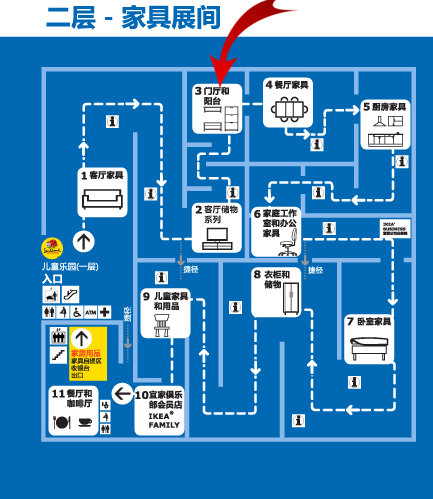 二层 - 家具展间
3 门厅和
阳台
4 餐厅家具
5 厨房家具
1 客厅家具
2 客厅储物
系列
6 家庭工作
室和办公
家具
IKEA
BUSINESS
儿童乐园(一层)
入口
捷径
捷径
8 衣柜和
储物
9 儿童家具
和用品
7 卧室家具
ATM
捷径
家居用品
家具自提区
收银台
出口
11 餐厅和
咖啡厅
10 宜家俱乐
部会员店
IKEA®
FAMILY